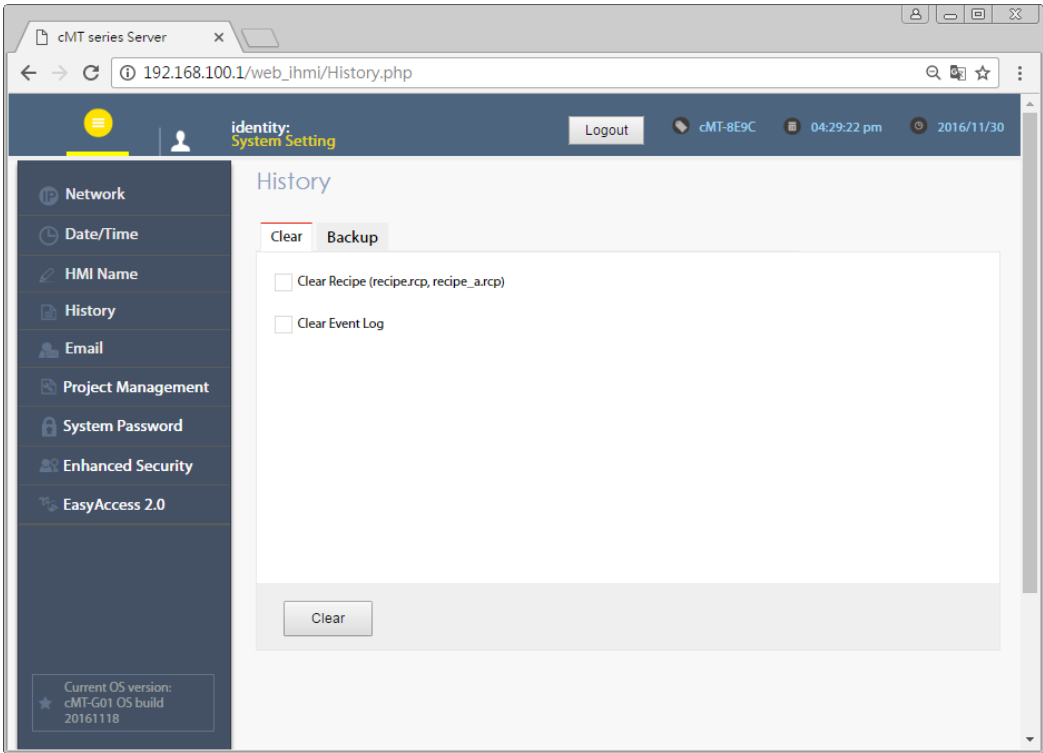 cMT series Server
192.168.100.1/web_ihmi/History.php
identity:
System Setting
Logout
cMT-8E9C
04:29:22 pm
2016/11/30
IP Network
Date/Time
HMI Name
History
Email
Project Management
System Password
Enhanced Security
EasyAccess 2.0
Current OS version:
cMT-G01 OS build
20161118
History
Clear
Backup
Clear Recipe (recipe.rcp, recipe_a.rcp)
Clear Event Log
Clear